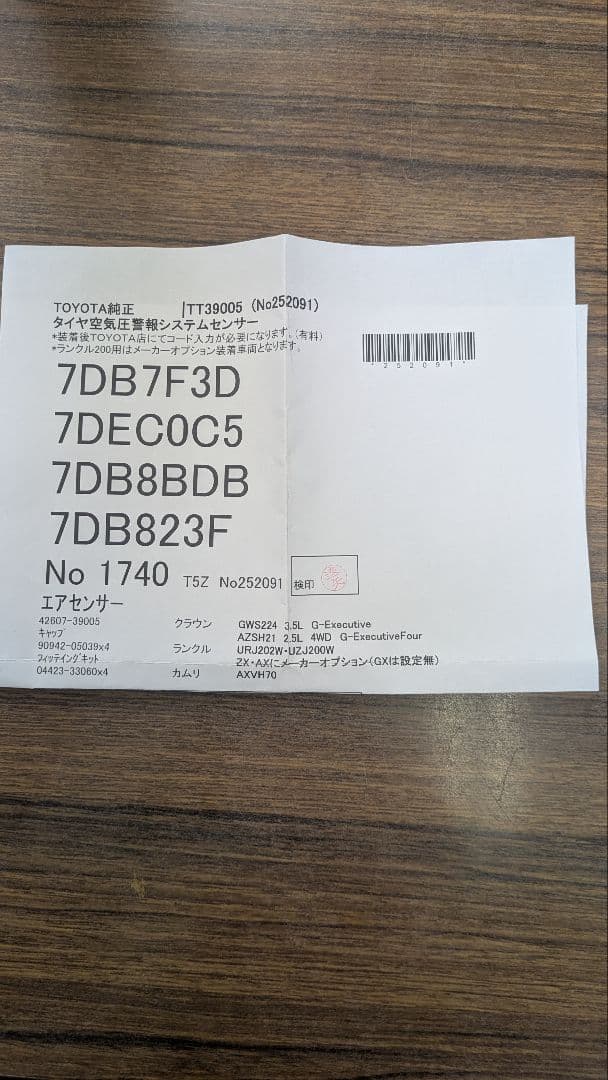 TOYOTA純正 TT39005 (No252091)
タイヤ空気圧警報システムセンサー
*装着後TOYOTA店にてコード入力が必要になります。(有料)
*ランクル200用はメーカーオプション装着車両となります。
*252091*
7DB7F3D
7DEC0C5
7DB8BDB
7DB823F
No 1740 T5Z No252091 検印
エアセンサー
42607-39005 クラウン GWS224 3.5L G-Executive
キャップ AZSH21 2.5L 4WD G-ExecutiveFour
90942-05039x4 ランクル URJ202W・UZJ200W
フィッティングキット ZX・AXにメーカーオプション(GXは設定無)
04423-33060x4 カムリ AXVH70